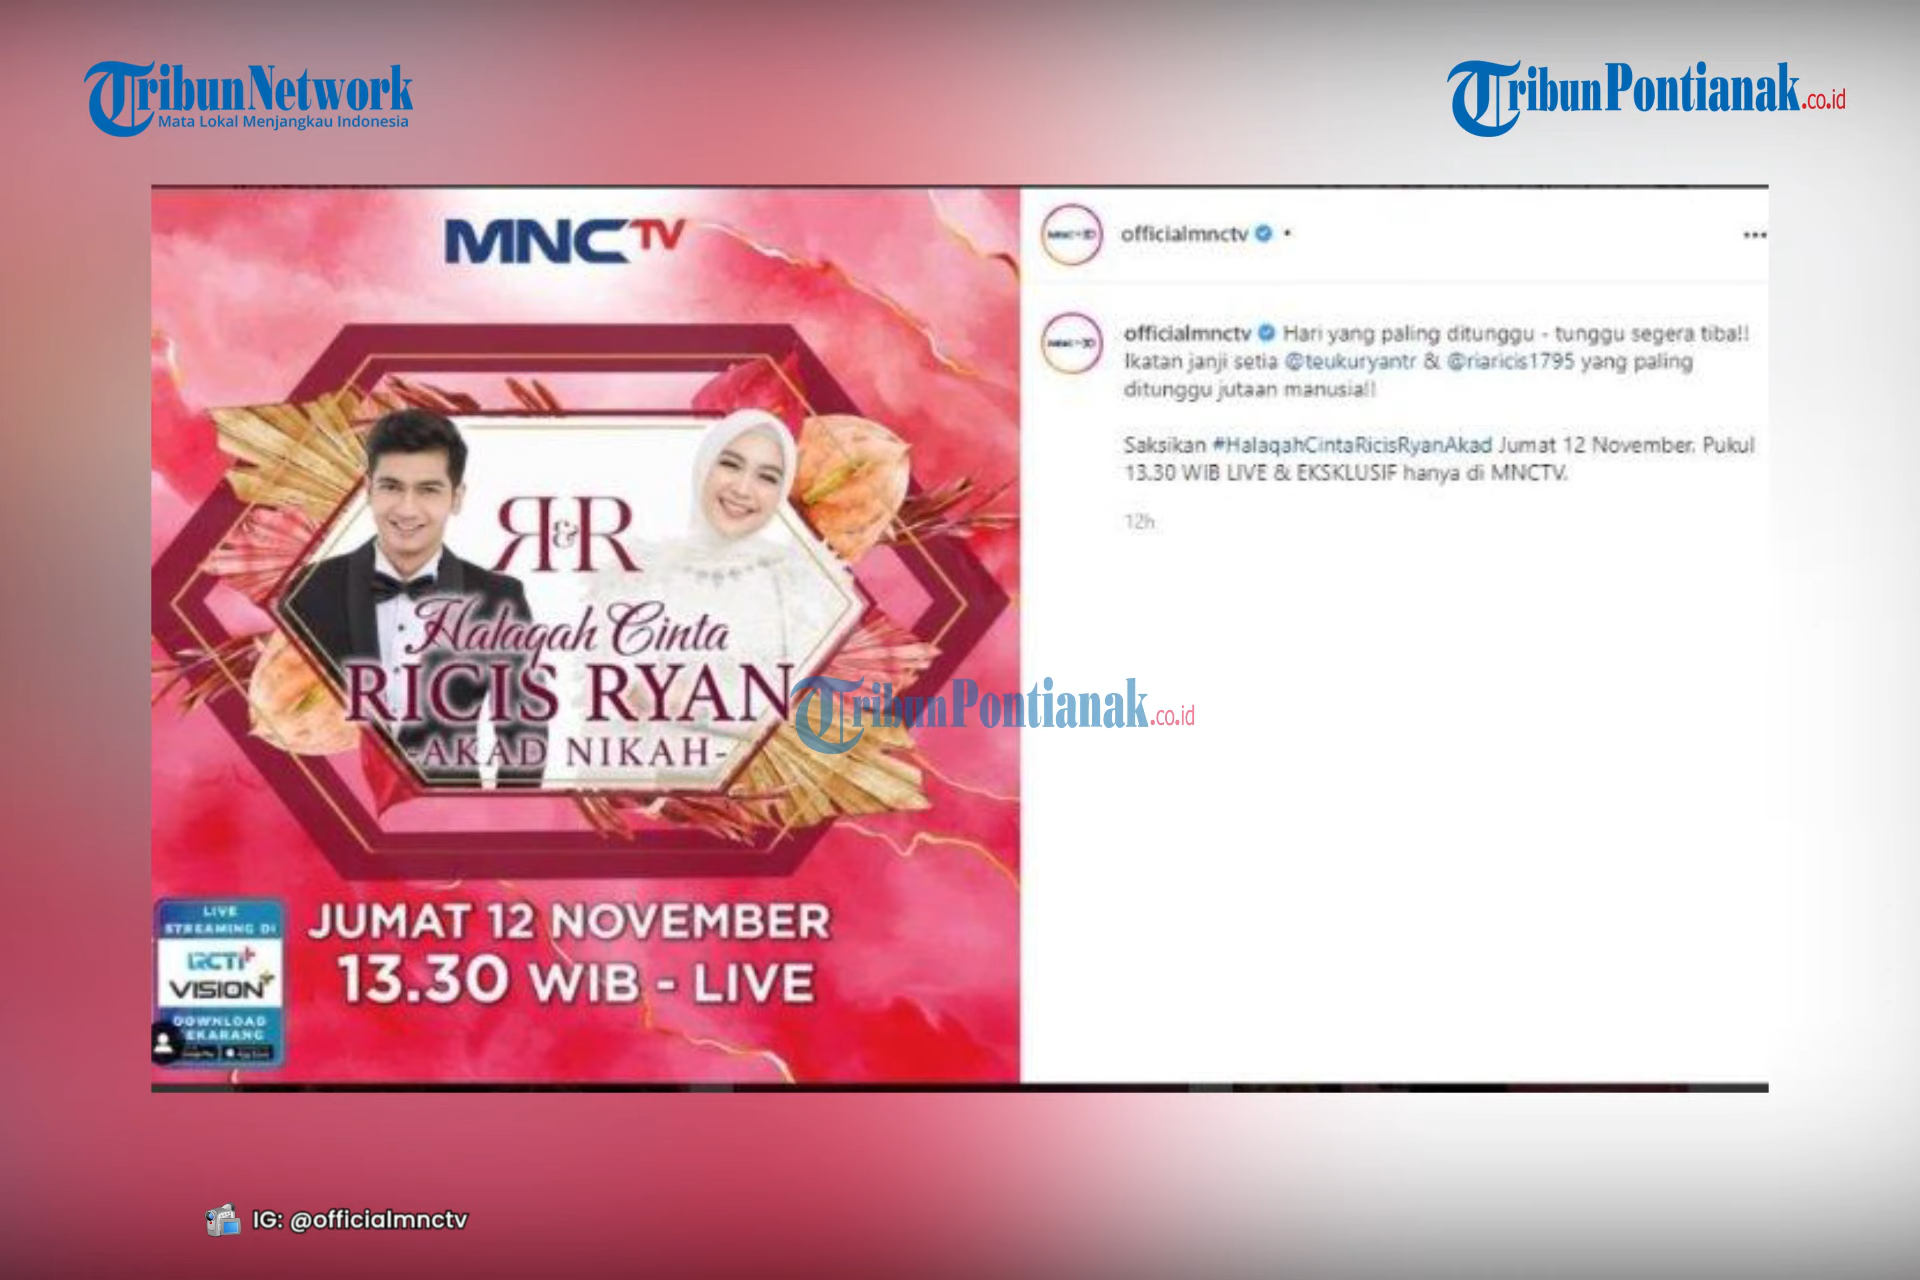 TribunNetwork
Mata Lokal Menjangkau Indonesia
TribunPontianak.co.id
MNCTV
R&R
Halaqah Cinta
RICIS RYAN
-AKAD NIKAH-
LIVE
STREAMING DI
RCTI+
VISION+
DOWNLOAD
SEKARANG
JUMAT 12 NOVEMBER
13.30 WIB - LIVE
officialmnctv •
officialmnctv Hari yang paling ditunggu - tunggu segera tiba!!
Ikatan janji setia @teukuryantr & @riaricis1795 yang paling
ditunggu jutaan manusia!!
Saksikan #HalaqahCintaRicisRyanAkad Jumat 12 November. Pukul
13.30 WIB LIVE & EKSKLUSIF hanya di MNCTV.
12h
TribunPontianak.co.id
IG: @officialmnctv